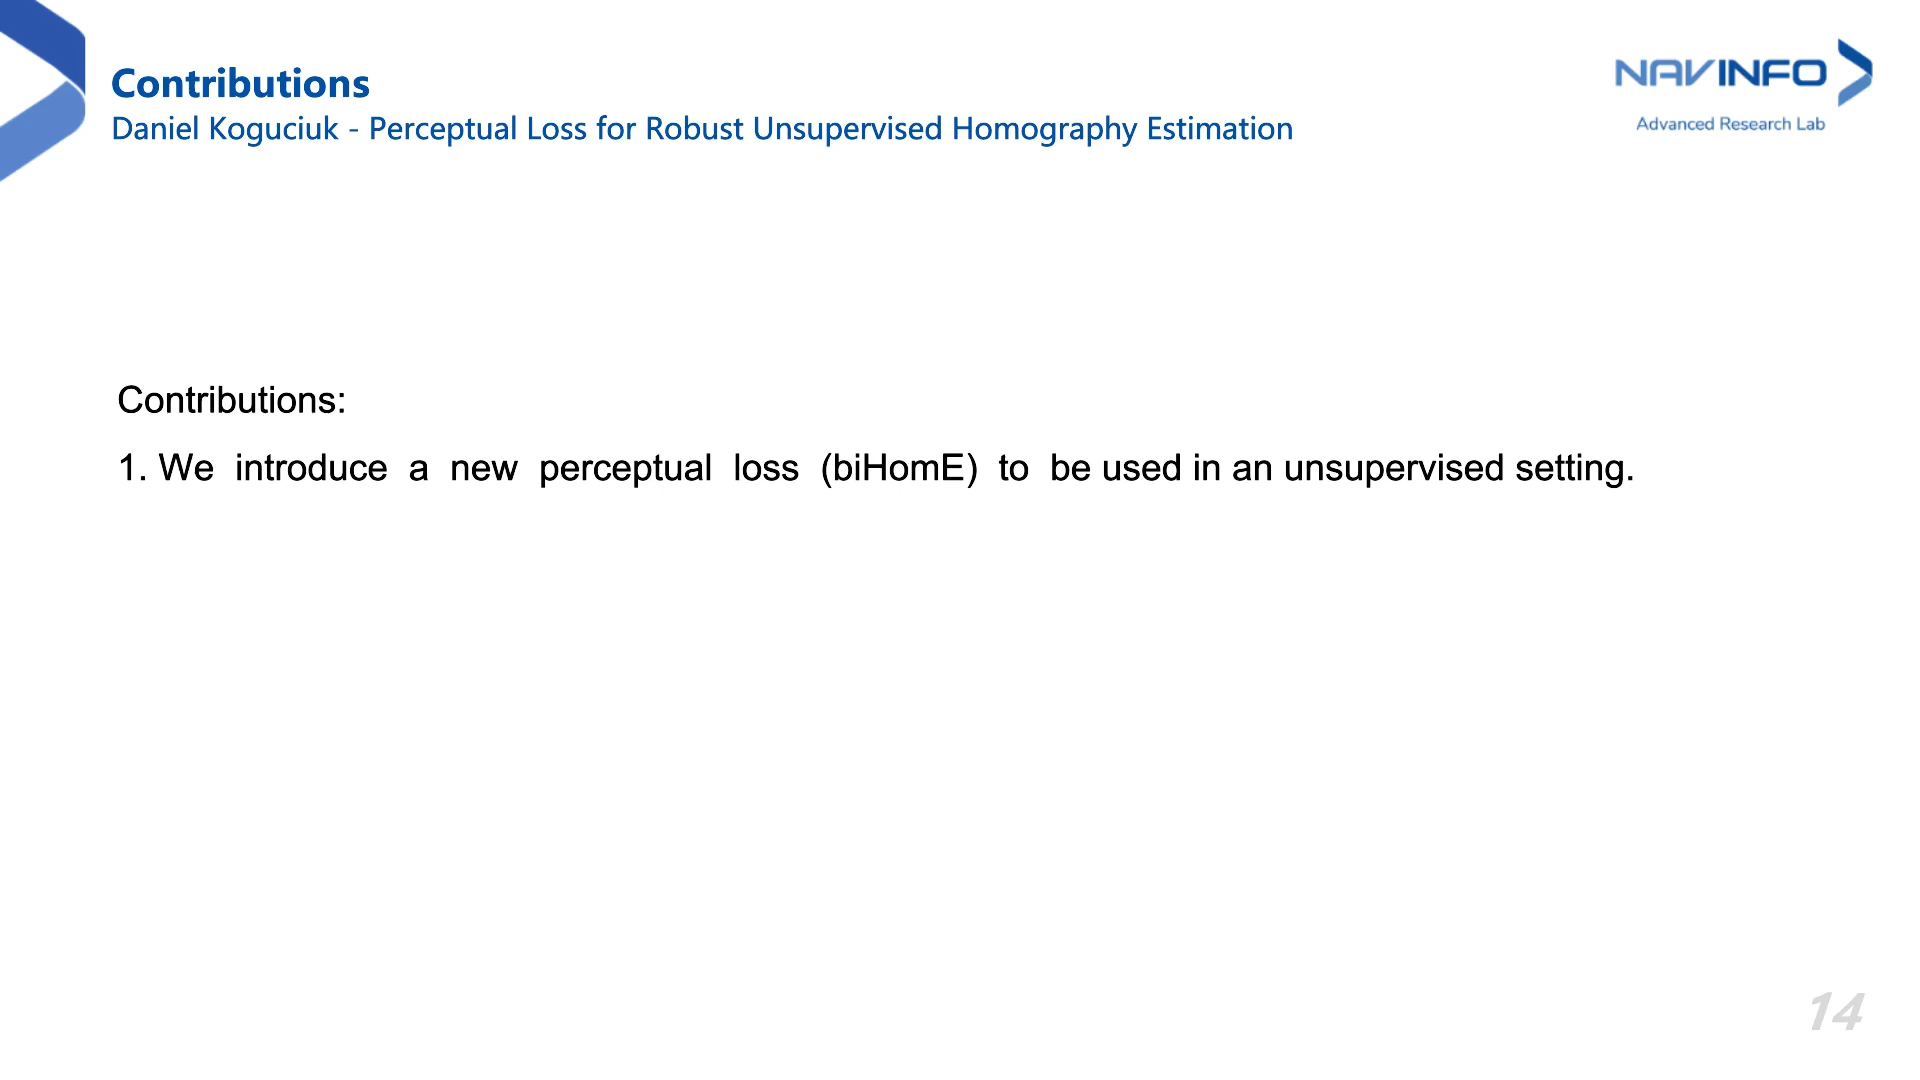 Contributions
Daniel Koguciuk - Perceptual Loss for Robust Unsupervised Homography Estimation
NAVINFO
Advanced Research Lab
Contributions:
1. We introduce a new perceptual loss (biHomE) to be used in an unsupervised setting.
14